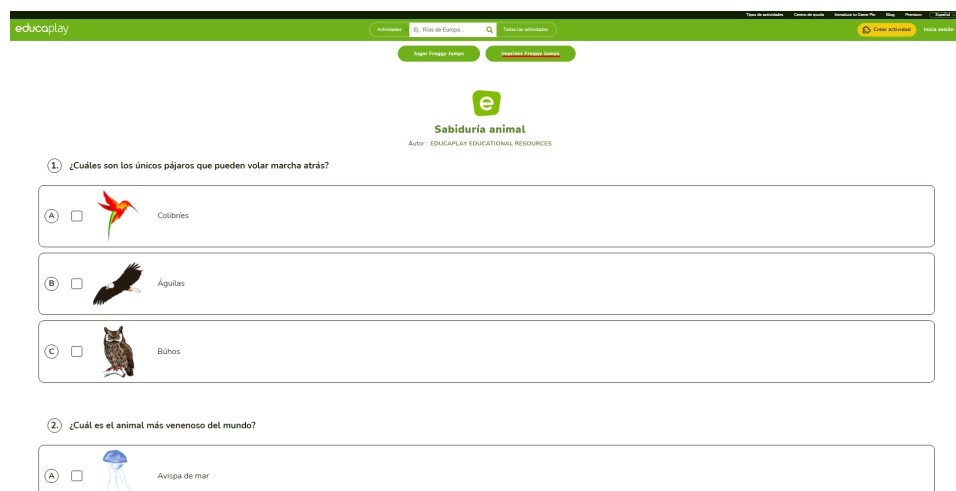 Tipos de actividades Centro de ayuda Introduce tu Game Pin Blog Premium Español
educaplay Actividades Ej.: Ríos de Europa... Todas las actividades Crear actividad Inicia sesión
Jugar Froggy Jumps Imprimir Froggy Jumps
e
Sabiduría animal
Autor : EDUCAPLAY EDUCATIONAL RESOURCES
1. ¿Cuáles son los únicos pájaros que pueden volar marcha atrás?
A Colibríes
B Águilas
C Búhos
2. ¿Cuál es el animal más venenoso del mundo?
A Avispa de mar